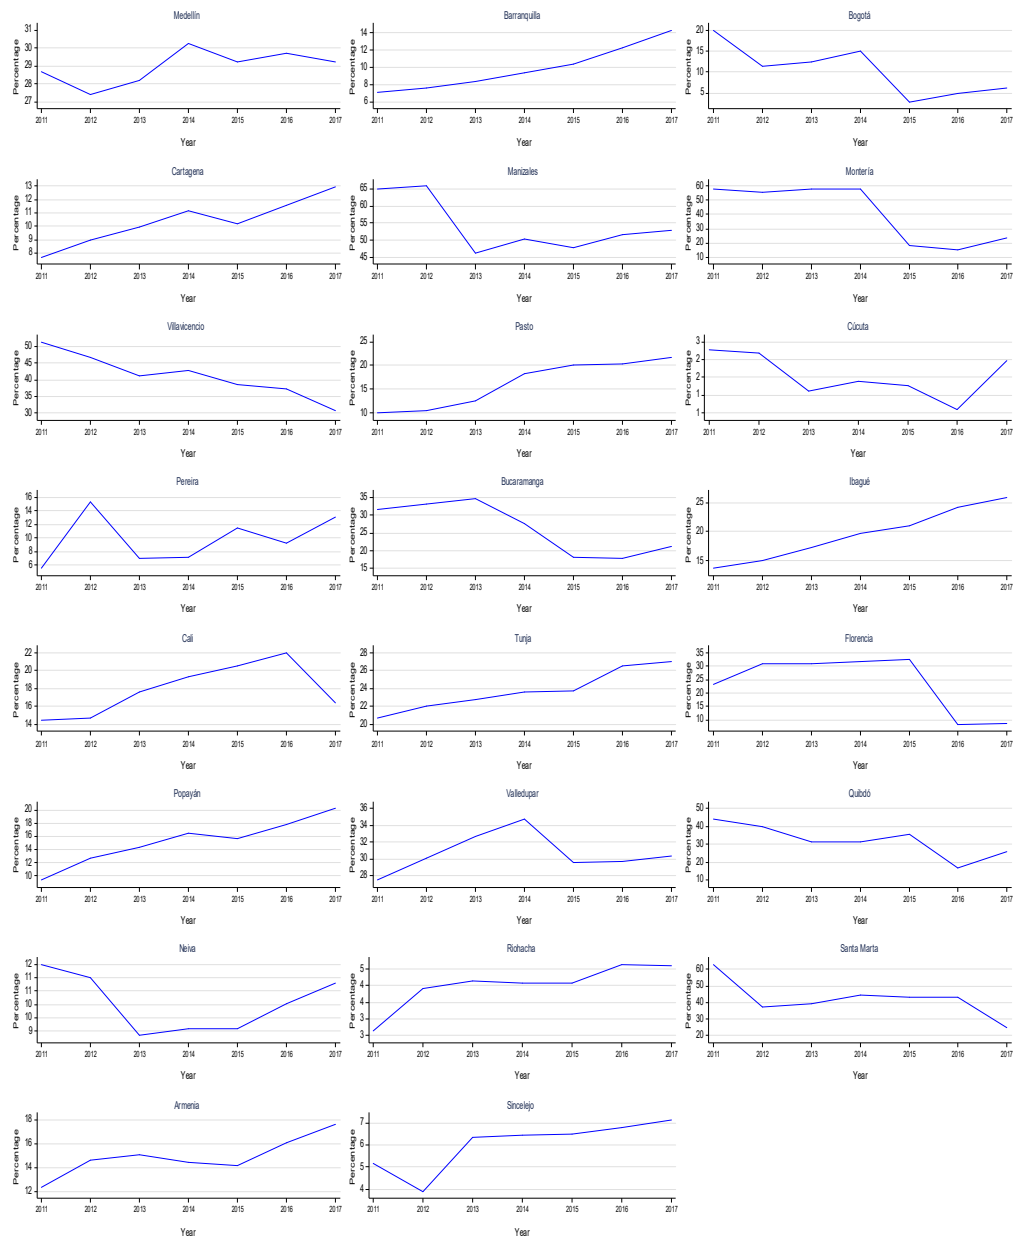 Medellín
Percentage
31
30
29
28
27
2011 2012 2013 2014 2015 2016 2017
Year
Barranquilla
Percentage
14
12
10
8
6
2011 2012 2013 2014 2015 2016 2017
Year
Bogotá
Percentage
20
15
10
5
2011 2012 2013 2014 2015 2016 2017
Year
Cartagena
Percentage
13
12
11
10
9
8
2011 2012 2013 2014 2015 2016 2017
Year
Manizales
Percentage
65
60
55
50
45
2011 2012 2013 2014 2015 2016 2017
Year
Montería
Percentage
60
50
40
30
20
10
2011 2012 2013 2014 2015 2016 2017
Year
Villavicencio
Percentage
50
45
40
35
30
2011 2012 2013 2014 2015 2016 2017
Year
Pasto
Percentage
25
20
15
10
2011 2012 2013 2014 2015 2016 2017
Year
Cúcuta
Percentage
3
2
2
1
1
2011 2012 2013 2014 2015 2016 2017
Year
Pereira
Percentage
16
14
12
10
8
6
2011 2012 2013 2014 2015 2016 2017
Year
Bucaramanga
Percentage
35
30
25
20
15
2011 2012 2013 2014 2015 2016 2017
Year
Ibagué
Percentage
25
20
15
2011 2012 2013 2014 2015 2016 2017
Year
Cali
Percentage
22
20
18
16
14
2011 2012 2013 2014 2015 2016 2017
Year
Tunja
Percentage
28
26
24
22
20
2011 2012 2013 2014 2015 2016 2017
Year
Florencia
Percentage
35
30
25
20
15
10
2011 2012 2013 2014 2015 2016 2017
Year
Popayán
Percentage
20
18
16
14
12
10
2011 2012 2013 2014 2015 2016 2017
Year
Valledupar
Percentage
36
34
32
30
28
2011 2012 2013 2014 2015 2016 2017
Year
Quibdó
Percentage
50
40
30
20
10
2011 2012 2013 2014 2015 2016 2017
Year
Neiva
Percentage
12
11
10
10
9
2011 2012 2013 2014 2015 2016 2017
Year
Riohacha
Percentage
5
4
4
3
3
2011 2012 2013 2014 2015 2016 2017
Year
Santa Marta
Percentage
60
50
40
30
20
2011 2012 2013 2014 2015 2016 2017
Year
Armenia
Percentage
18
16
14
12
2011 2012 2013 2014 2015 2016 2017
Year
Sincelejo
Percentage
7
6
5
4
2011 2012 2013 2014 2015 2016 2017
Year